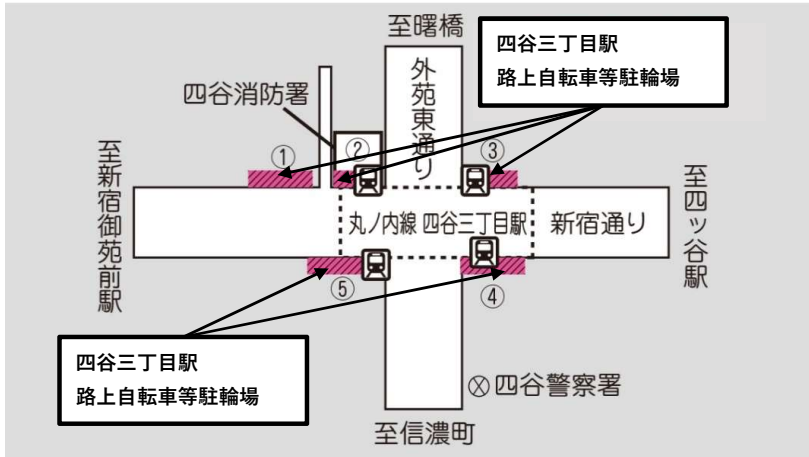 至曙橋
四谷三丁目駅
路上自転車等駐輪場
四谷消防署
外苑東通り
①
②
③
至新宿御苑前駅
丸ノ内線 四谷三丁目駅
新宿通り
至四ッ谷駅
⑤
④
四谷三丁目駅
路上自転車等駐輪場
四谷警察署
至信濃町